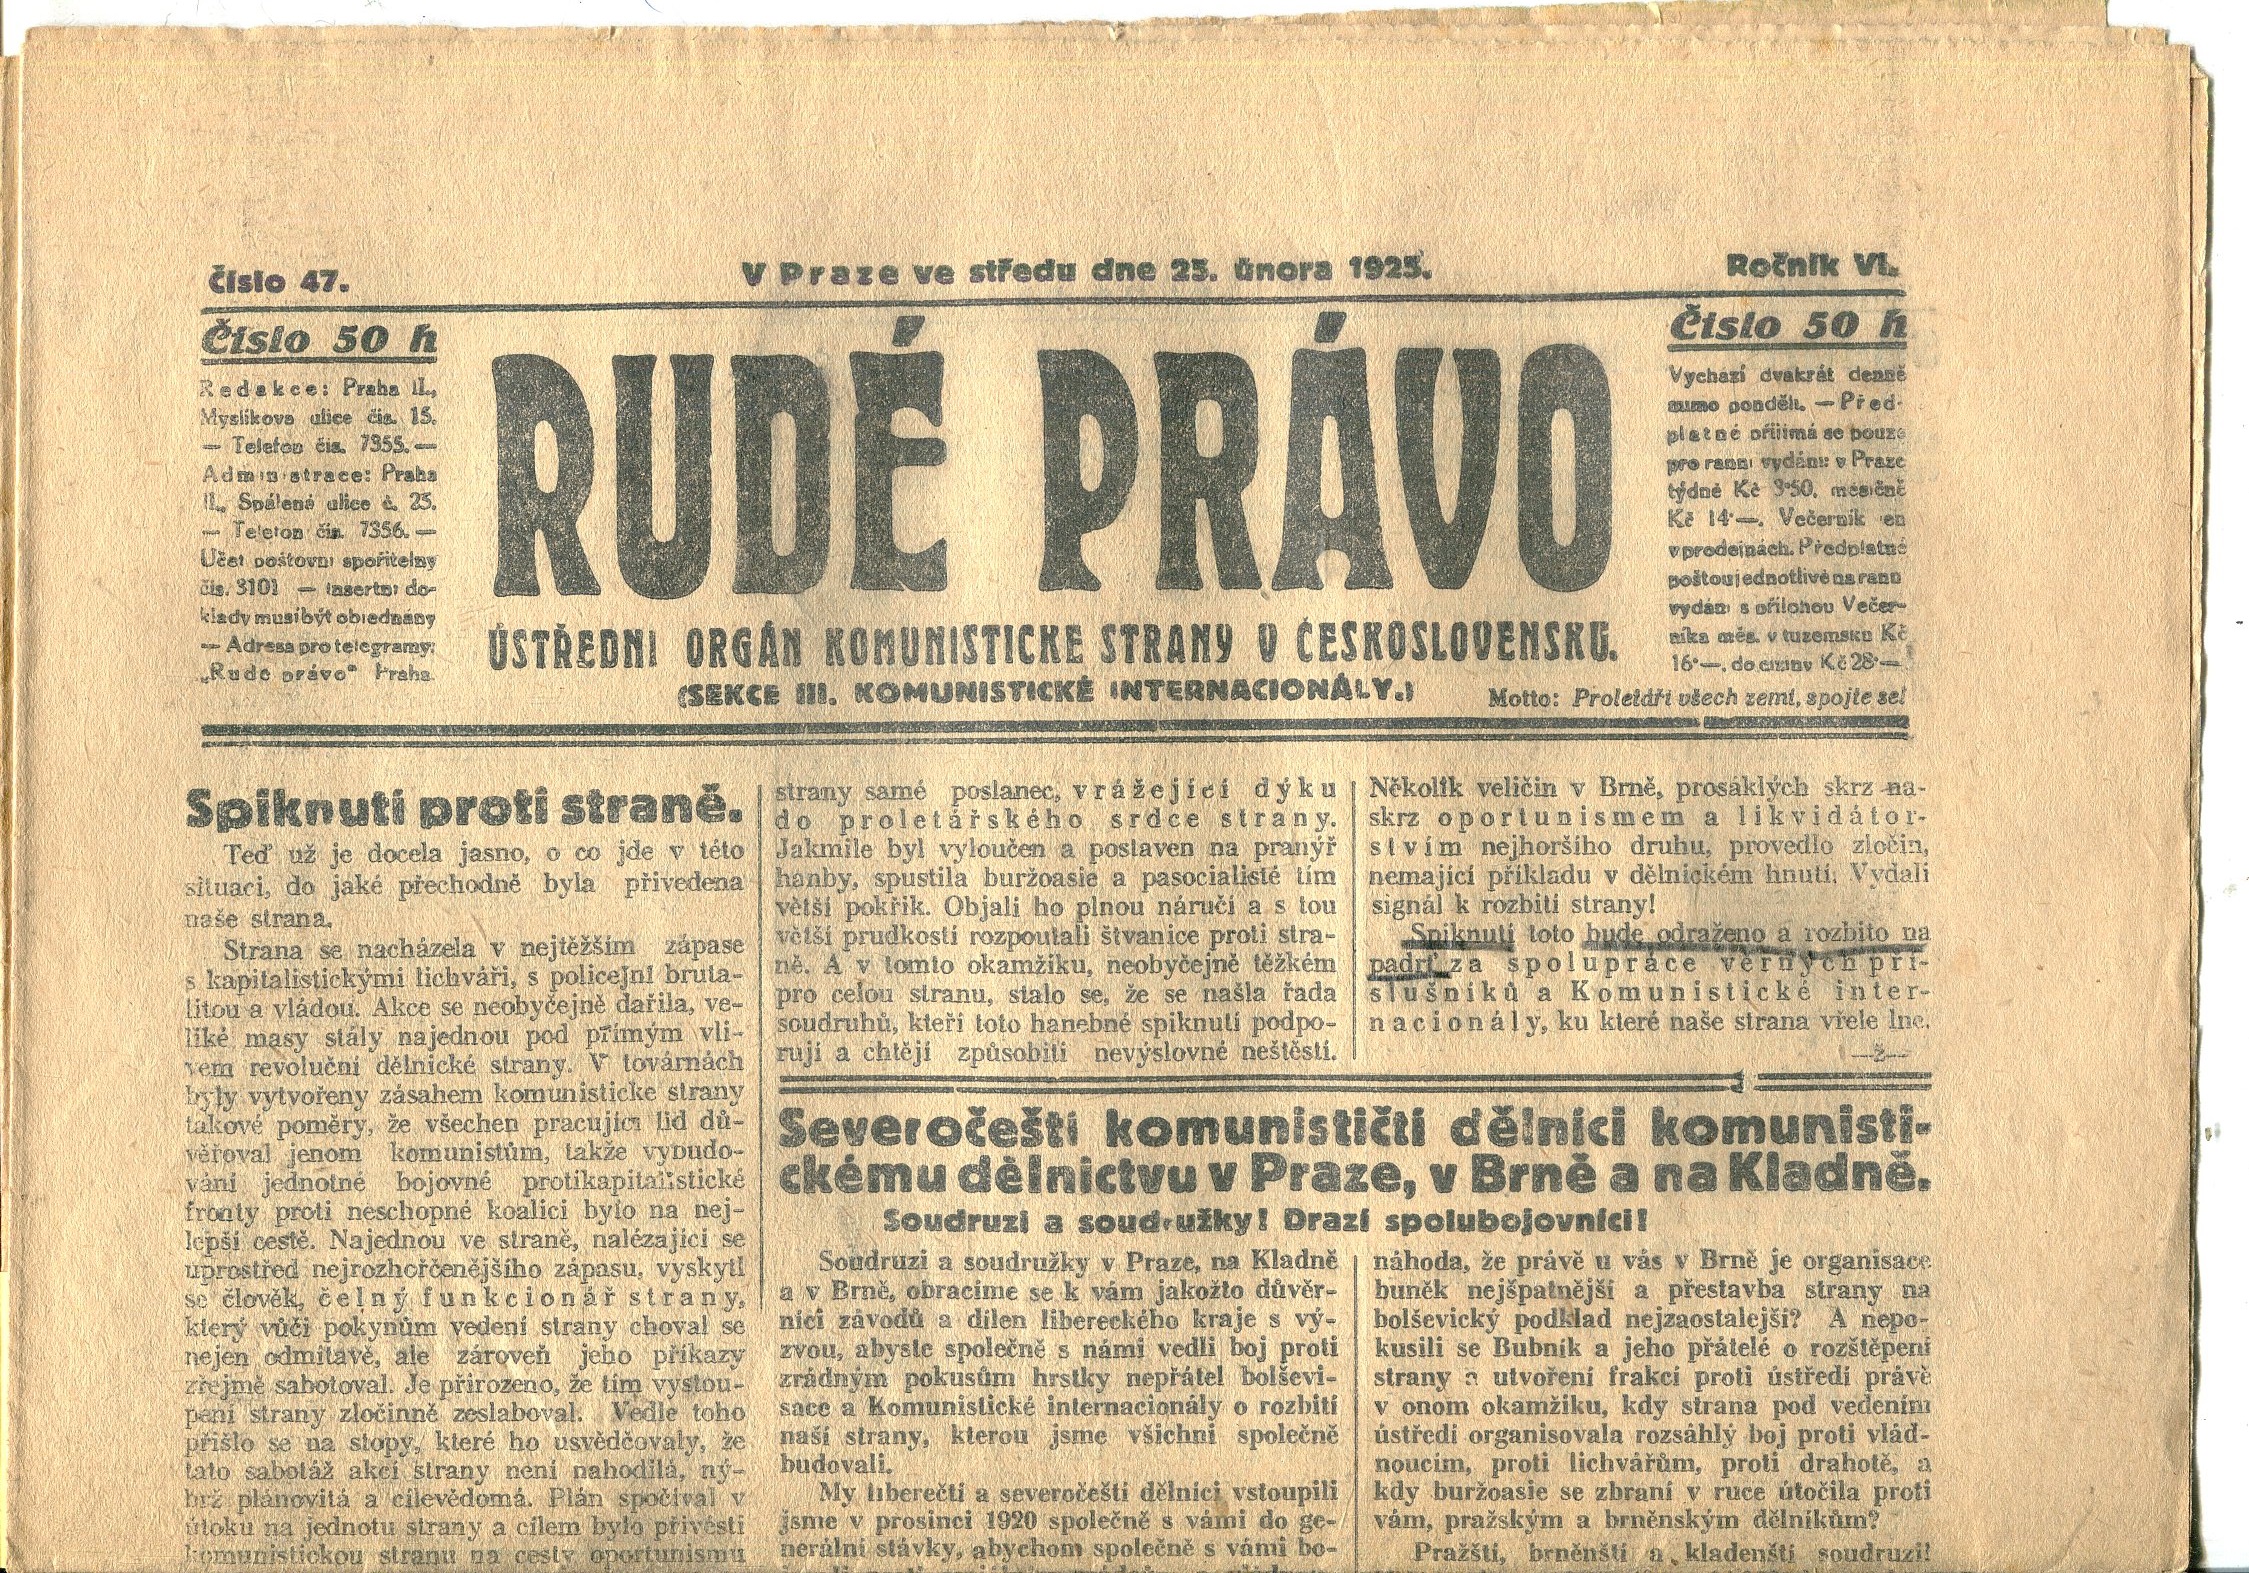 Číslo 47.
V Praze ve středu dne 25. února 1925.
Ročník VI.
Číslo 50 h
Redakce: Praha II.,
Myslíkova ulice čís. 15.
— Telefon čís. 7355. —
Administrace: Praha
II., Spálená ulice č. 25.
— Telefon čís. 7356. —
Účet poštovní spořitelny
čís. 3101 — Insertní do-
klady musí být objednány
— Adresa pro telegramy:
„Rudé právo" Praha.
RUDÉ PRÁVO
ÚSTŘEDNI ORGÁN KOMUNISTICKÉ STRANY V ČESKOSLOVENSKU.
(SEKCE III. KOMUNISTICKÉ INTERNACIONÁLY.)
Motto: Proletáři všech zemí, spojte se!
Číslo 50 h
Vychází dvakrát denně
mimo ponděli. — Před-
platné přijímá se pouze
pro ranní vydání: v Praze
týdně Kč 3·50, měsíčně
Kč 14·—. Večerník jen
v prodejnách. Předplatné
poštou jednotlivě na ranní
vydání s přílohou Večer-
níka měs. v tuzemsku Kč
16·—, do ciziny Kč 28·—
Spiknutí proti straně.
Teď už je docela jasno, o co jde v této
situaci, do jaké přechodně byla přivedena
naše strana.
Strana se nacházela v nejtěžším zápase
s kapitalistickými lichváři, s policejní bruta-
litou a vládou. Akce se neobyčejně dařila, ve-
liké masy stály najednou pod přímým vli-
vem revoluční dělnické strany. V továrnách
byly vytvořeny zásahem komunistické strany
takové poměry, že všechen pracující lid dů-
věřoval jenom komunistům, takže vybudo-
vání jednotné bojovné protikapitalistické
fronty proti neschopné koalici bylo na nej-
lepší cestě. Najednou ve straně, nalézající se
uprostřed nejrozhořčenějšího zápasu, vyskytl
se člověk, čelný funkcionář strany,
který vůči pokynům vedení strany choval se
nejen odmítavě, ale zároveň jeho příkazy
zřejmě sabotoval. Je přirozeno, že tím vystou-
pení strany zločinně zeslaboval. Vedle toho
přišlo se na stopy, které ho usvědčovaly, že
tato sabotáž akcí strany není nahodilá, ný-
brž plánovitá a cílevědomá. Plán spočíval v
útoku na jednotu strany a cílem bylo přivésti
komunistickou stranu na cesty oportunismu
strany samé poslanec, vrážející dýku
do proletářského srdce strany.
Jakmile byl vyloučen a postaven na pranýř
hanby, spustila buržoasie a pasocialisté tím
větší pokřik. Objali ho plnou náručí a s tou
větší prudkostí rozpoutali štvanice proti stra-
ně. A v tomto okamžiku, neobyčejně těžkém
pro celou stranu, stalo se, že se našla řada
soudruhů, kteří toto hanebné spiknutí podpo-
rují a chtějí způsobiti nevýslovné neštěstí.
Několik veličin v Brně, prosáklých skrz na-
skrz oportunismem a likvidátor-
stvím nejhoršího druhu, provedlo zločin,
nemající příkladu v dělnickém hnutí. Vydali
signál k rozbití strany!
Spiknutí toto bude odraženo a rozbito na
padrť za spolupráce věrných pří-
slušníků a Komunistické inter-
nacionály, ku které naše strana vřele lne.
—ž—
Severočeští komunističtí dělníci komunisti-
ckému dělnictvu v Praze, v Brně a na Kladně.
Soudruzi a soudružky! Drazí spolubojovníci!
Soudruzi a soudružky v Praze, na Kladně
a v Brně, obracíme se k vám jakožto důvěr-
níci závodů a dílen libereckého kraje s vý-
zvou, abyste společně s námi vedli boj proti
zrádným pokusům hrstky nepřátel bolševi-
sace a Komunistické internacionály o rozbití
naší strany, kterou jsme všichni společně
budovali.
My liberečtí a severočeští dělníci vstoupili
jsme v prosinci 1920 společně s vámi do ge-
nerální stávky, abychom společně s vámi bo-
náhoda, že právě u vás v Brně je organisace
buněk nejšpatnější a přestavba strany na
bolševický podklad nejzaostalejší? A nepo-
kusili se Bubník a jeho přátelé o rozštěpení
strany a utvoření frakcí proti ústředí právě
v onom okamžiku, kdy strana pod vedením
ústředí organisovala rozsáhlý boj proti vlád-
noucím, proti lichvářům, proti drahotě, a
kdy buržoasie se zbraní v ruce útočila proti
vám, pražským a brněnským dělníkům?
Pražští, brněnští a kladenští soudruzi!